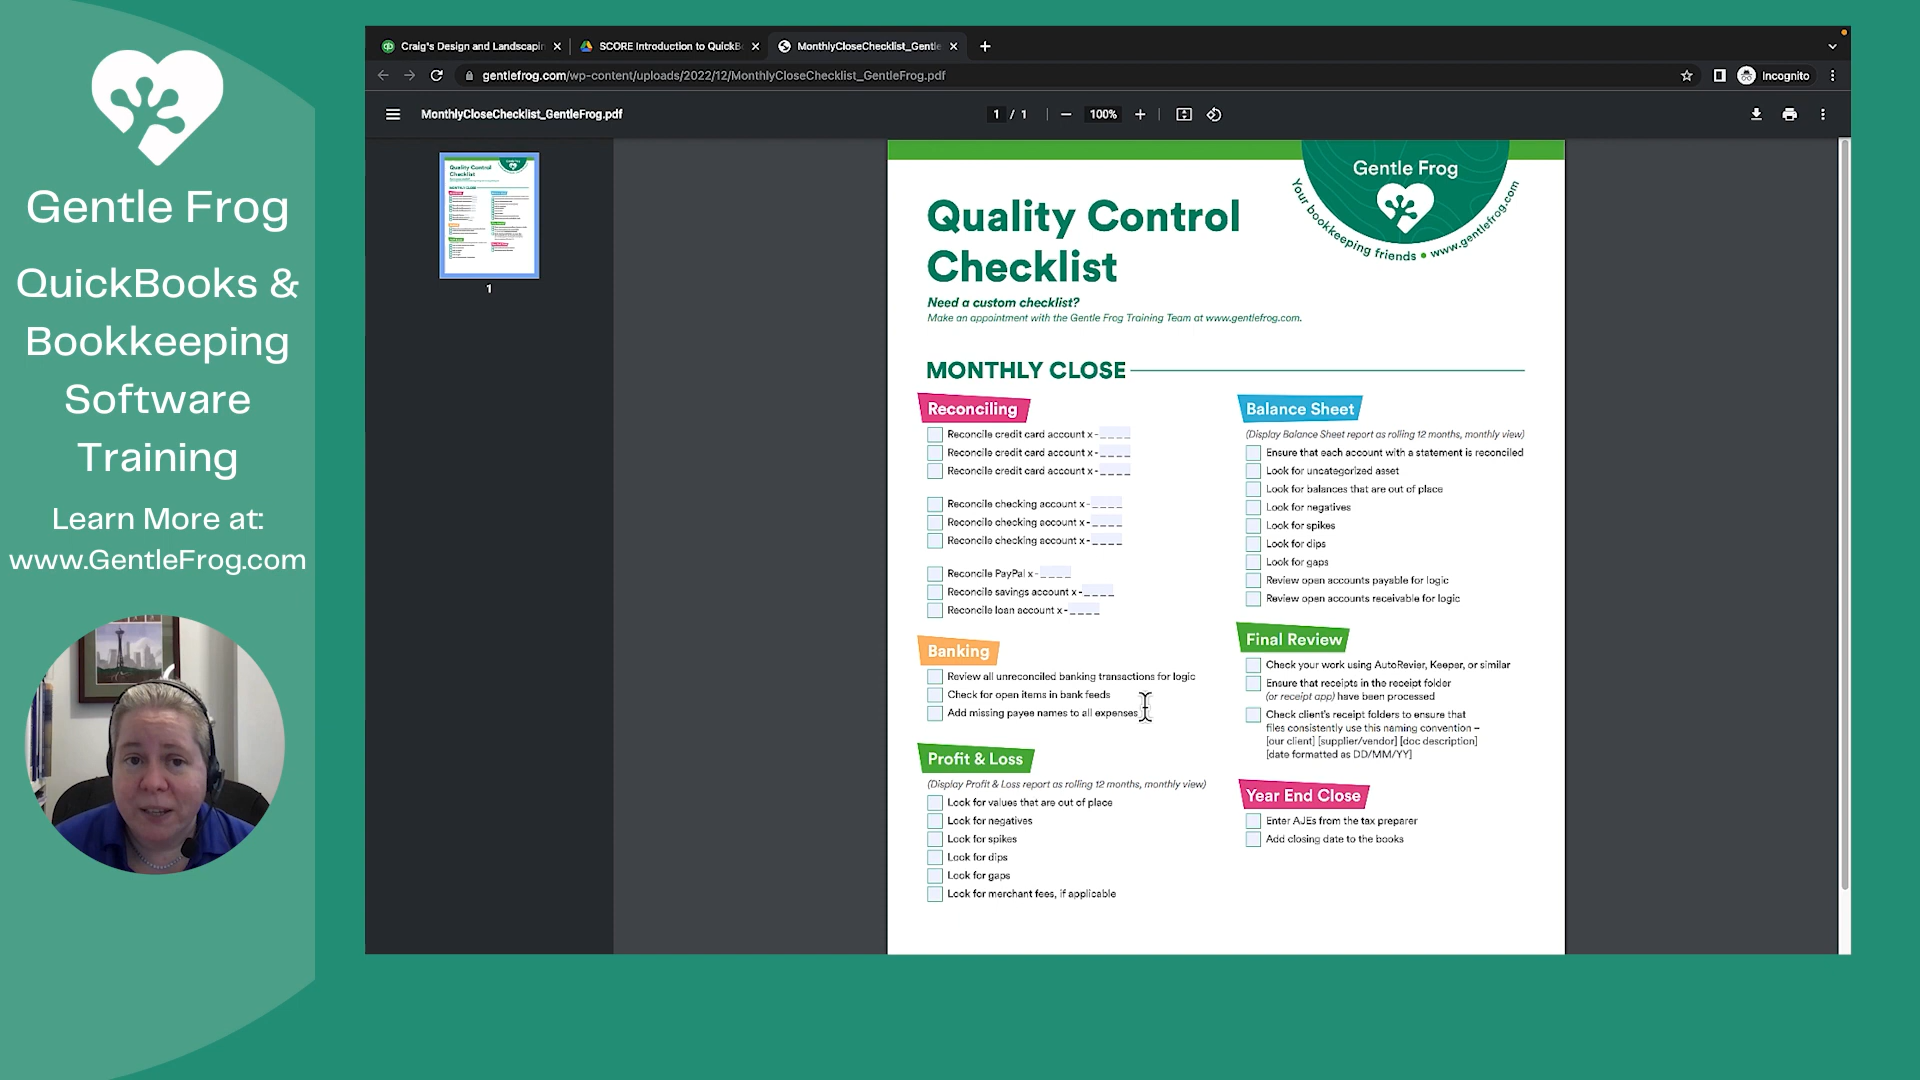 Gentle Frog
QuickBooks &
Bookkeeping
Software
Training
Learn More at:
www.GentleFrog.com
Craig's Design and Landscapin
SCORE Introduction to QuickB
MonthlyCloseChecklist_Gentle
gentlefrog.com/wp-content/uploads/2022/12/MonthlyCloseChecklist_GentleFrog.pdf
Incognito
MonthlyCloseChecklist_GentleFrog.pdf
1 / 1
100%
1
Gentle Frog
Your bookkeeping friends • www.gentlefrog.com
Quality Control
Checklist
Need a custom checklist?
Make an appointment with the Gentle Frog Training Team at www.gentlefrog.com.
MONTHLY CLOSE
Reconciling
Reconcile credit card account x-____
Reconcile credit card account x-____
Reconcile credit card account x-____
Reconcile checking account x-____
Reconcile checking account x-____
Reconcile checking account x-____
Reconcile PayPal x-____
Reconcile savings account x-____
Reconcile loan account x-____
Banking
Review all unreconciled banking transactions for logic
Check for open items in bank feeds
Add missing payee names to all expenses
Profit & Loss
(Display Profit & Loss report as rolling 12 months, monthly view)
Look for values that are out of place
Look for negatives
Look for spikes
Look for dips
Look for gaps
Look for merchant fees, if applicable
Balance Sheet
(Display Balance Sheet report as rolling 12 months, monthly view)
Ensure that each account with a statement is reconciled
Look for uncategorized asset
Look for balances that are out of place
Look for negatives
Look for spikes
Look for dips
Look for gaps
Review open accounts payable for logic
Review open accounts receivable for logic
Final Review
Check your work using AutoRevier, Keeper, or similar
Ensure that receipts in the receipt folder
(or receipt app) have been processed
Check client's receipt folders to ensure that
files consistently use this naming convention –
[our client] [supplier/vendor] [doc description]
[date formatted as DD/MM/YY]
Year End Close
Enter AJEs from the tax preparer
Add closing date to the books